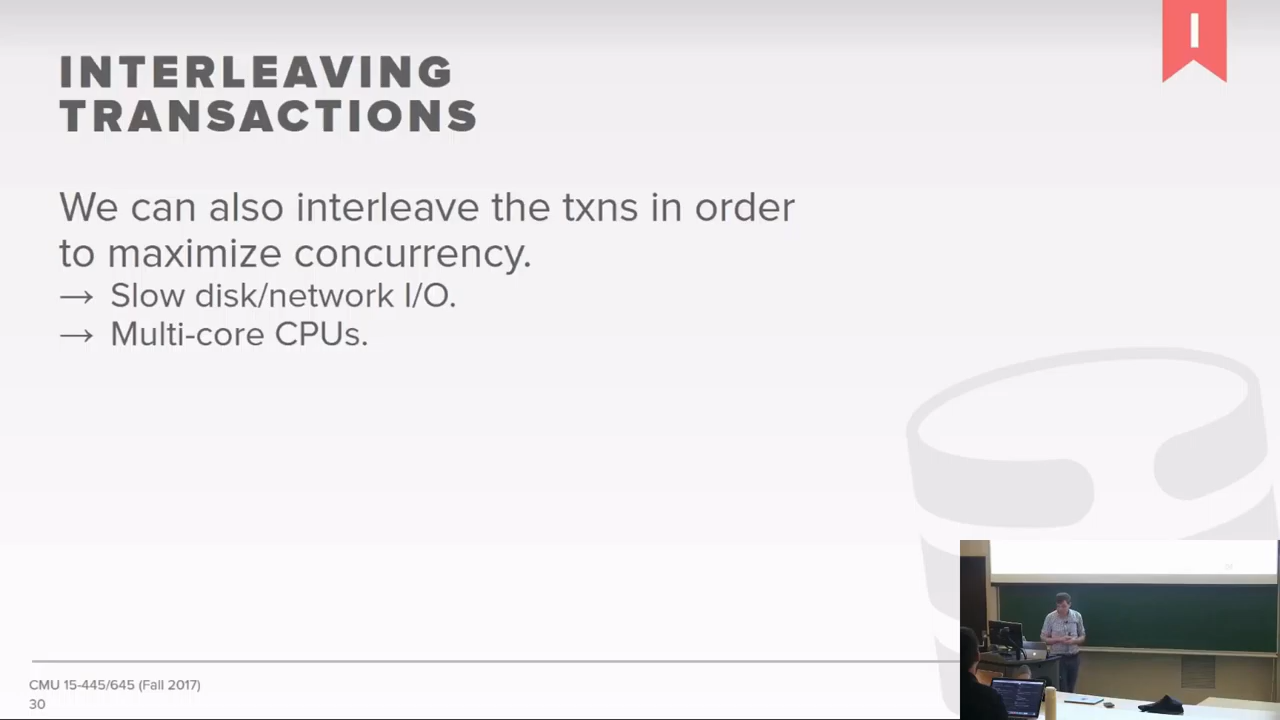 I
INTERLEAVING
TRANSACTIONS
We can also interleave the txns in order
to maximize concurrency.
→ Slow disk/network I/O.
→ Multi-core CPUs.
CMU 15-445/645 (Fall 2017)
30